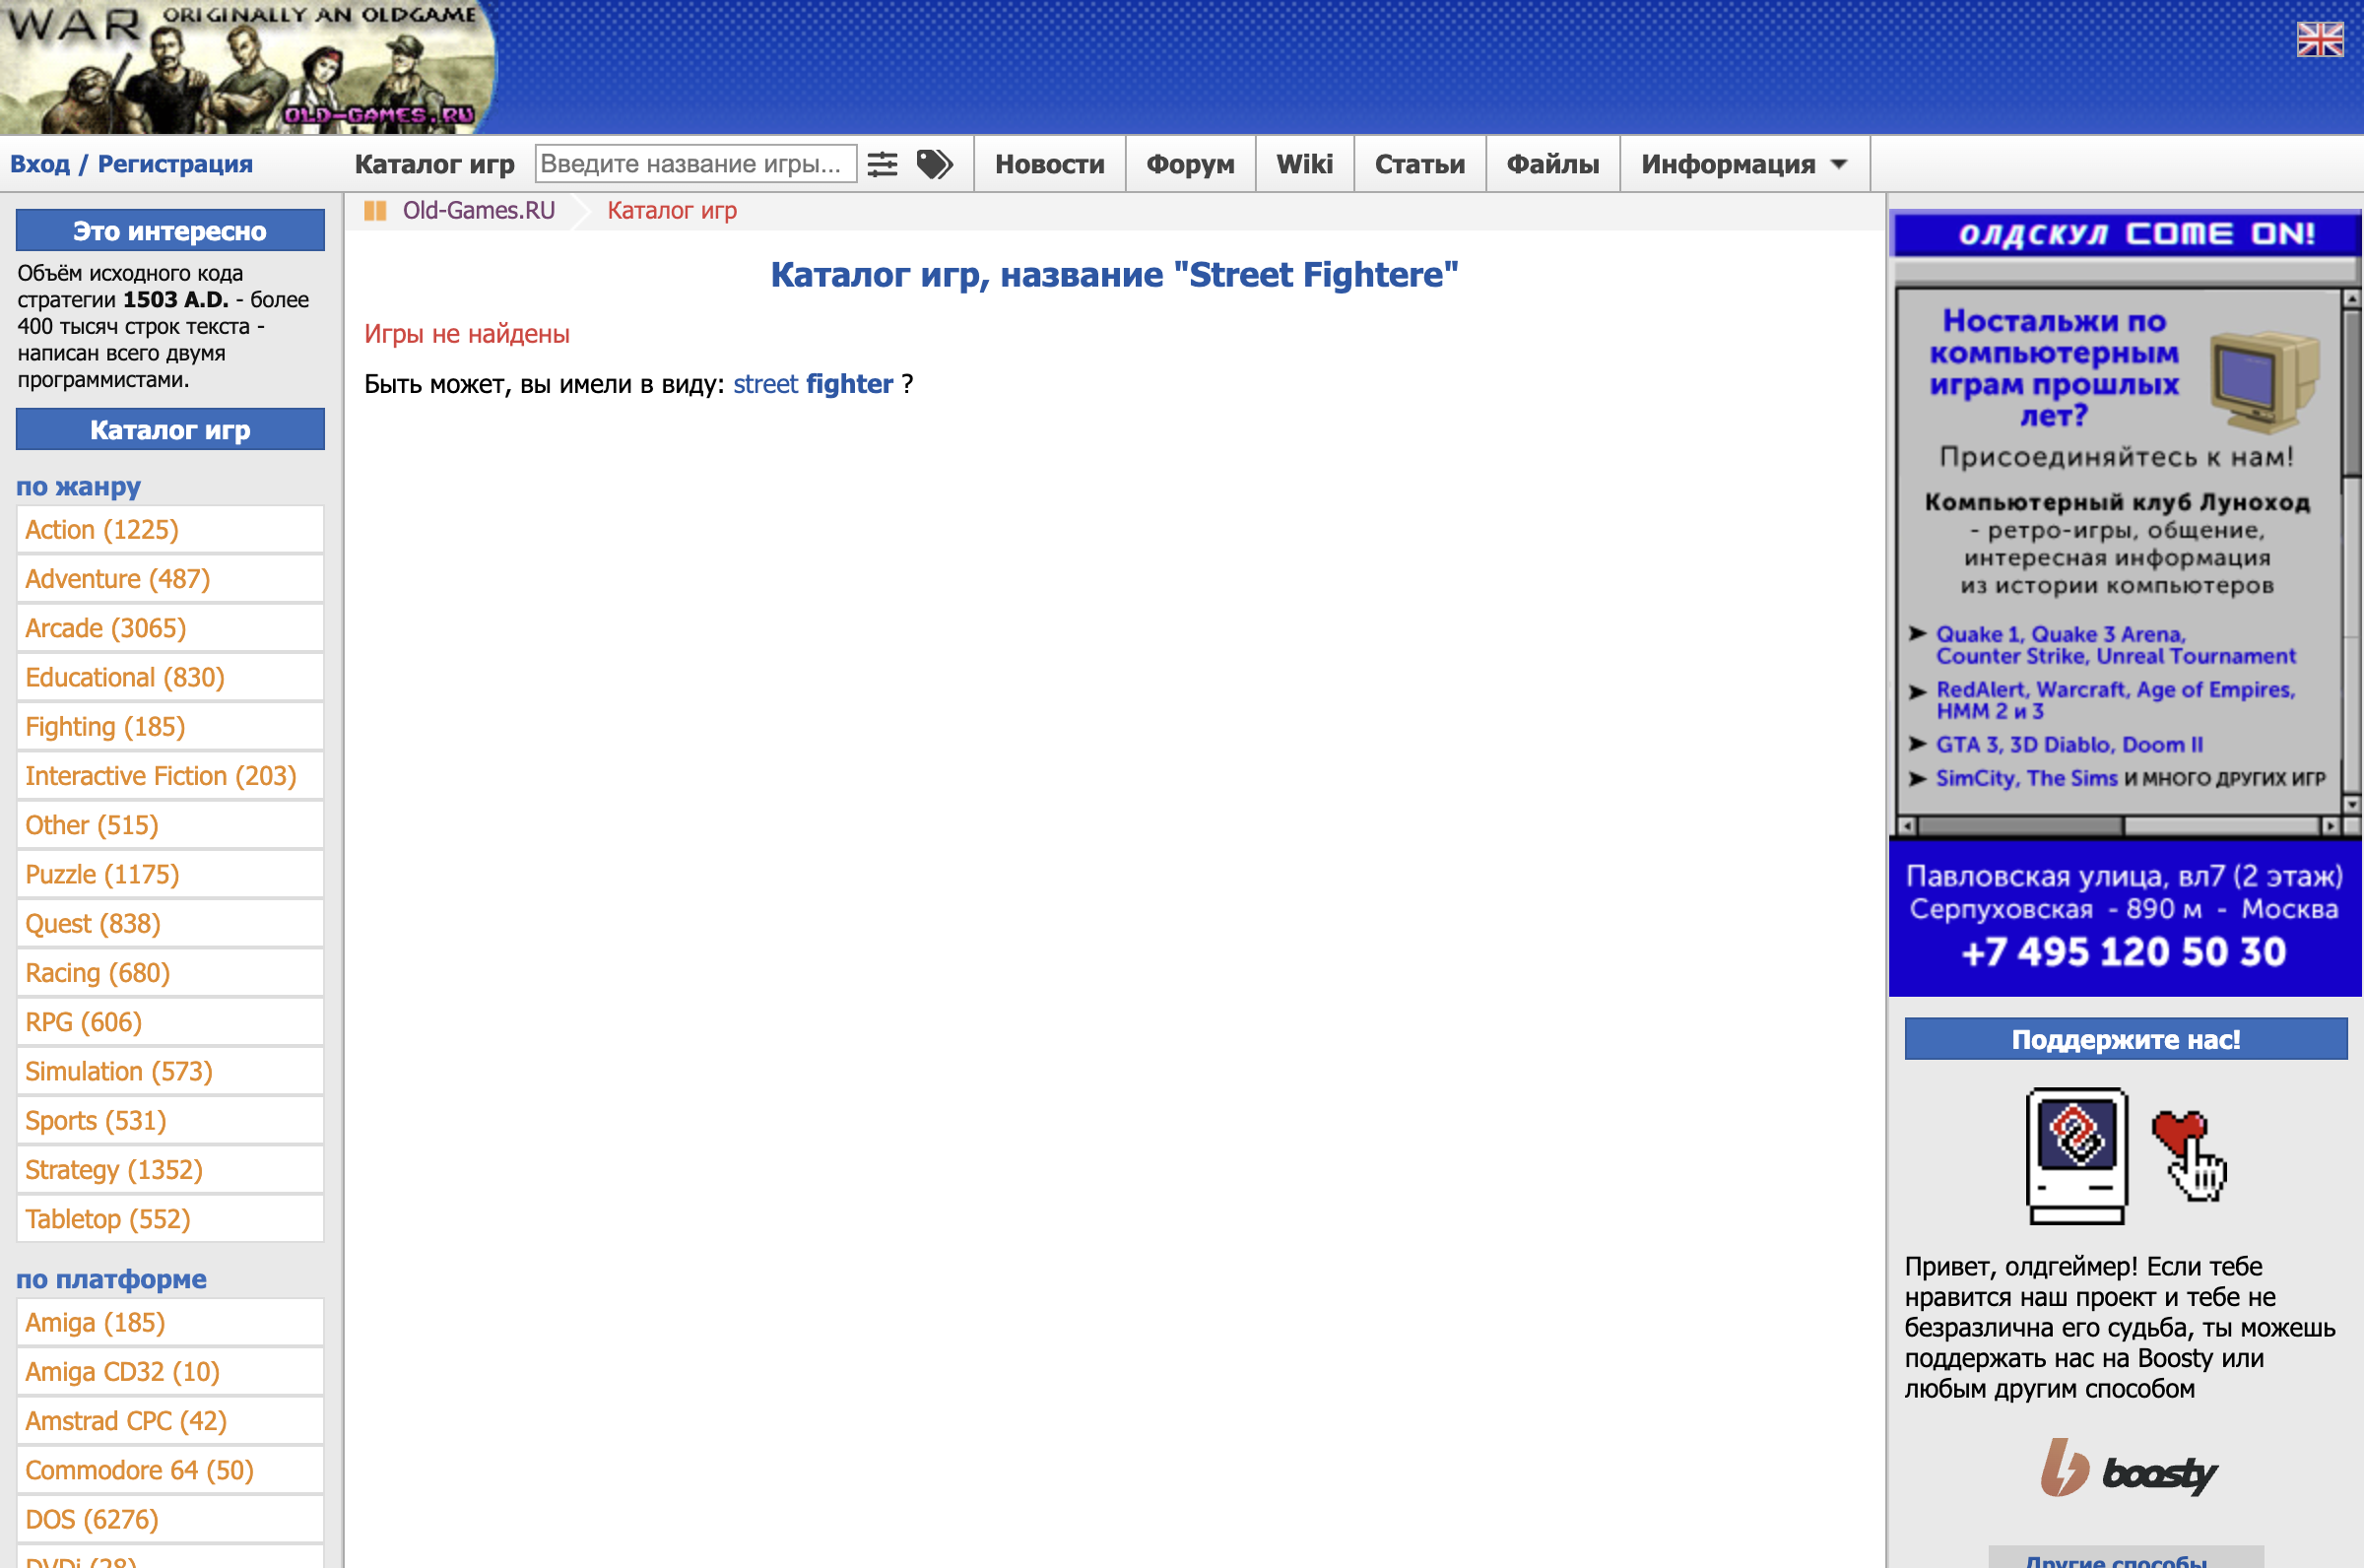 WAR ORIGINALLY AN OLDGAME
OLD-GAMES.RU
Вход / Регистрация
Каталог игр
Введите название игры...
Новости
Форум
Wiki
Статьи
Файлы
Информация
Это интересно
Объём исходного кода
стратегии 1503 A.D. - более
400 тысяч строк текста -
написан всего двумя
программистами.
Каталог игр
по жанру
Action (1225)
Adventure (487)
Arcade (3065)
Educational (830)
Fighting (185)
Interactive Fiction (203)
Other (515)
Puzzle (1175)
Quest (838)
Racing (680)
RPG (606)
Simulation (573)
Sports (531)
Strategy (1352)
Tabletop (552)
по платформе
Amiga (185)
Amiga CD32 (10)
Amstrad CPC (42)
Commodore 64 (50)
DOS (6276)
DVDi (28)
Old-Games.RU
Каталог игр
Каталог игр, название "Street Fightere"
Игры не найдены
Быть может, вы имели в виду: street fighter ?
ОЛДСКУЛ COME ON!
Ностальжи по
компьютерным
играм прошлых
лет?
Присоединяйтесь к нам!
Компьютерный клуб Луноход
- ретро-игры, общение,
интересная информация
из истории компьютеров
Quake 1, Quake 3 Arena,
Counter Strike, Unreal Tournament
RedAlert, Warcraft, Age of Empires,
HMM 2 и 3
GTA 3, 3D Diablo, Doom II
SimCity, The Sims И МНОГО ДРУГИХ ИГР
Павловская улица, вл7 (2 этаж)
Серпуховская - 890 м - Москва
+7 495 120 50 30
Поддержите нас!
Привет, олдгеймер! Если тебе
нравится наш проект и тебе не
безразлична его судьба, ты можешь
поддержать нас на Boosty или
любым другим способом
boosty
Другие способы